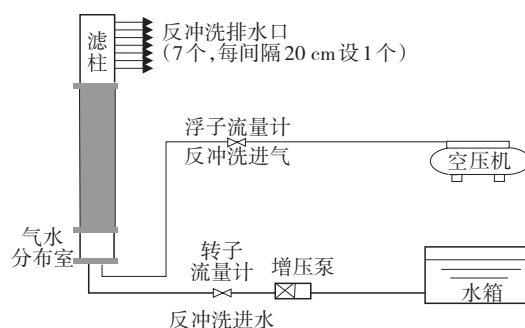 滤柱
反冲洗排水口
(7个,每间隔20 cm设1个)
浮子流量计
反冲洗进气
空压机
气水
分布室
转子
流量计
增压泵
水箱
反冲洗进水